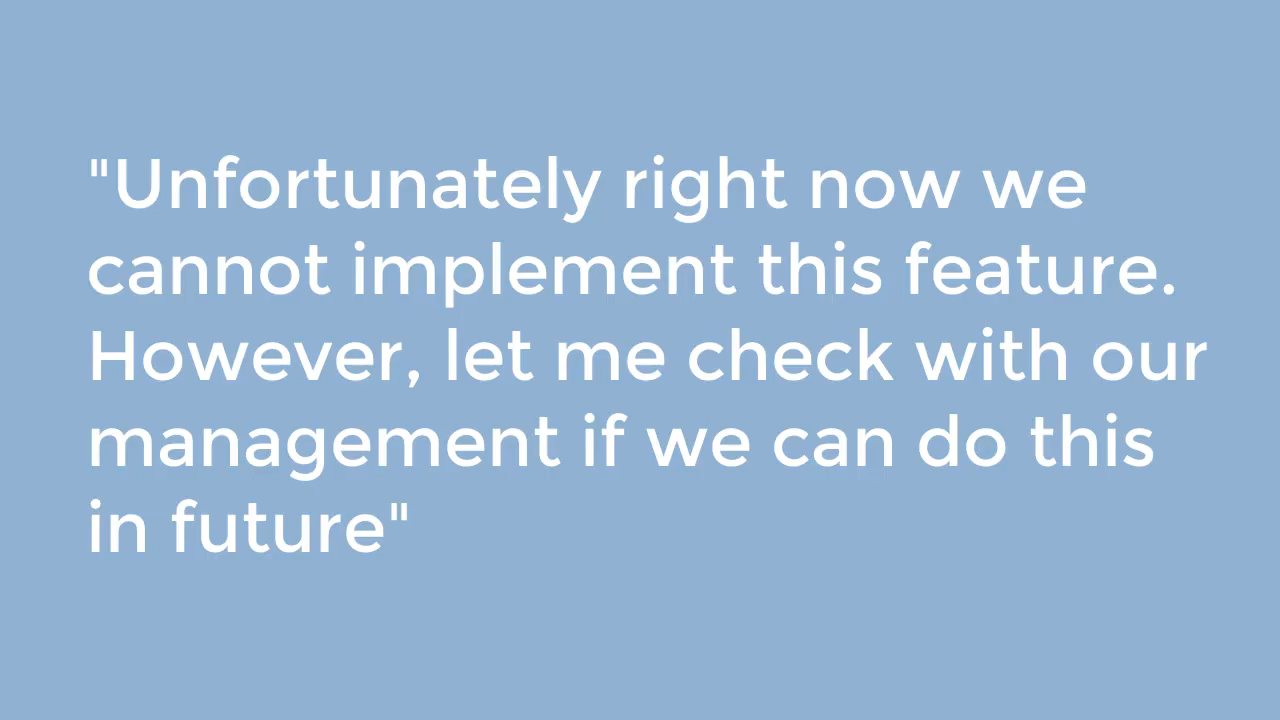 "Unfortunately right now we
cannot implement this feature.
However, let me check with our
management if we can do this
in future"